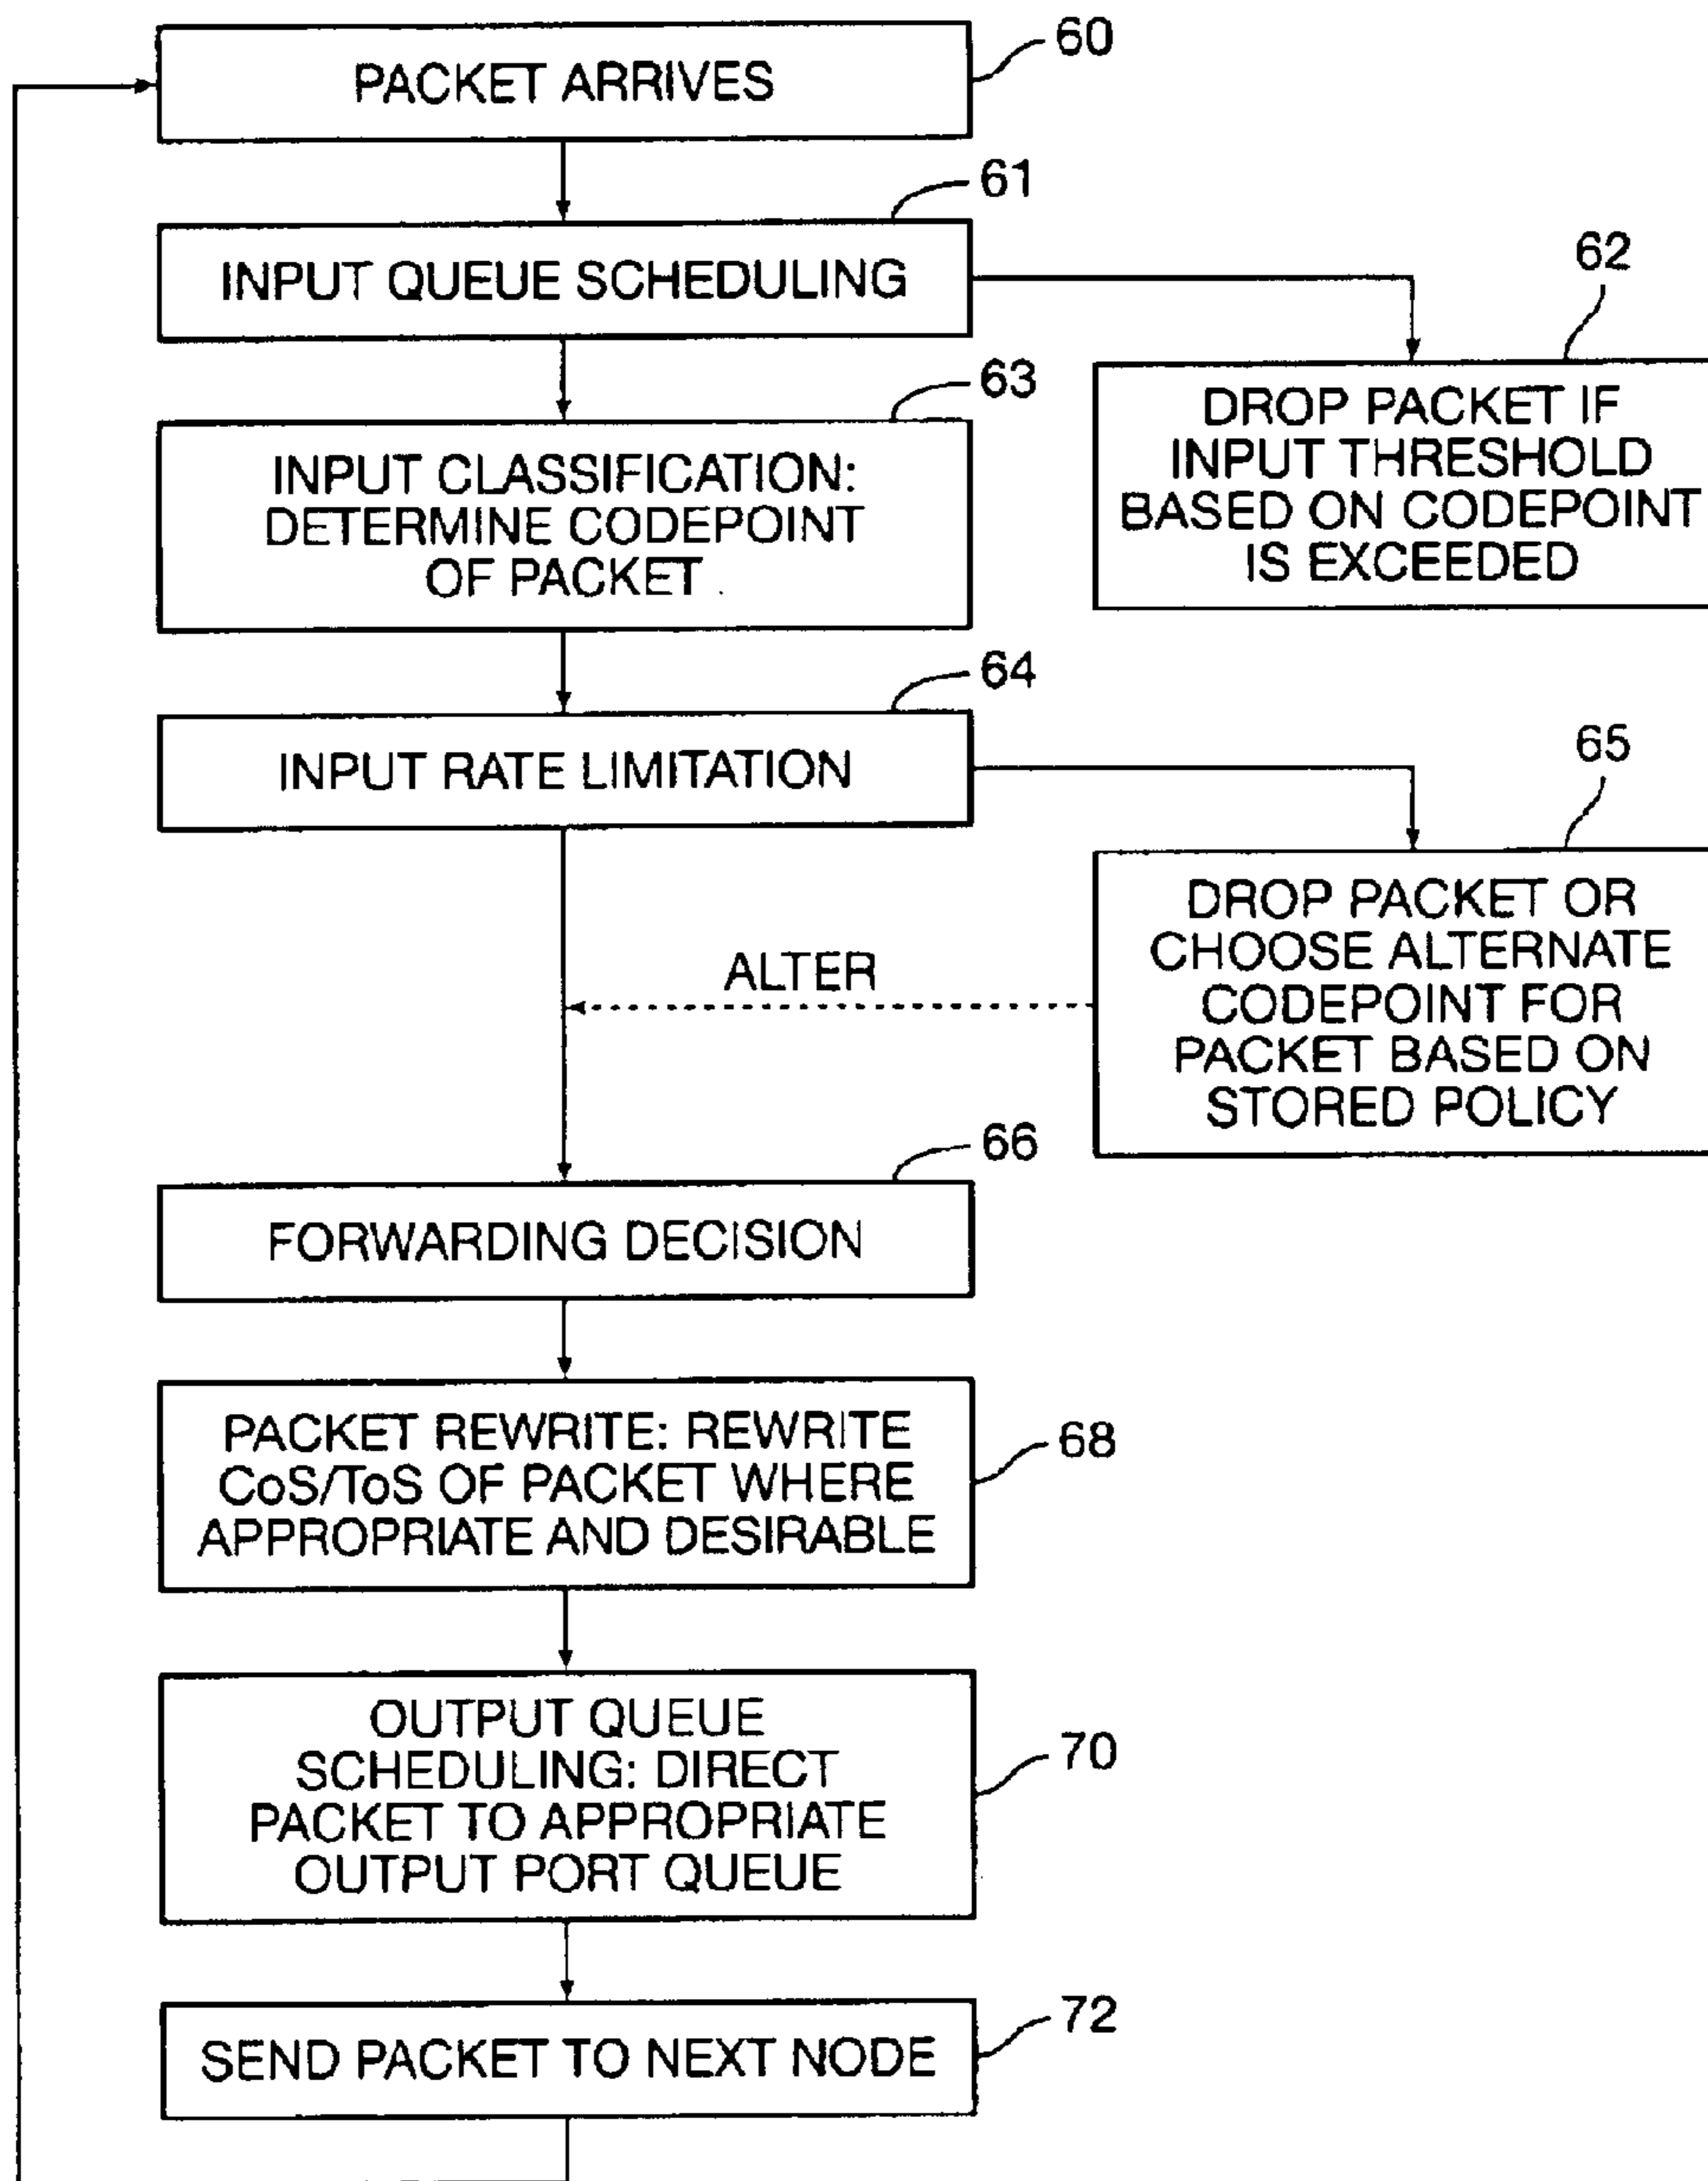 60
PACKET ARRIVES
61
INPUT QUEUE SCHEDULING
62
DROP PACKET IF
INPUT THRESHOLD
BASED ON CODEPOINT
IS EXCEEDED
63
INPUT CLASSIFICATION:
DETERMINE CODEPOINT
OF PACKET
64
INPUT RATE LIMITATION
65
DROP PACKET OR
CHOOSE ALTERNATE
CODEPOINT FOR
PACKET BASED ON
STORED POLICY
ALTER
66
FORWARDING DECISION
68
PACKET REWRITE: REWRITE
CoS/ToS OF PACKET WHERE
APPROPRIATE AND DESIRABLE
70
OUTPUT QUEUE
SCHEDULING: DIRECT
PACKET TO APPROPRIATE
OUTPUT PORT QUEUE
72
SEND PACKET TO NEXT NODE